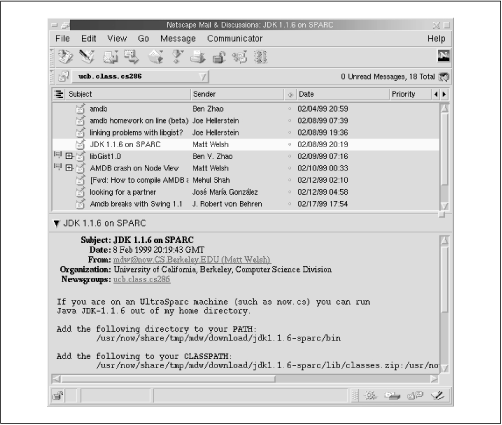 Netscape Mail & Discussions: JDK 1.1.6 on SPARC
File Edit View Go Message Communicator Help
ucb.class.cs286 0 Unread Messages, 18 Total
Subject Sender Date Priority
amdb Ben Zhao 02/04/99 20:59
amdb homework on line (beta) Joe Hellerstein 02/08/99 07:39
linking problems with libgist? Joe Hellerstein 02/08/99 19:36
JDK 1.1.6 on SPARC Matt Welsh 02/08/99 20:19
libGist1.0 Ben Y. Zhao 02/09/99 07:16
AMDB crash on Node View Matt Welsh 02/10/99 00:33
[Fwd: How to compile AMDB a Mehul Shah 02/12/99 02:10
looking for a partner José María González 02/12/99 04:58
Amdb breaks with Swing 1.1 J. Robert von Behren 02/17/99 17:54
JDK 1.1.6 on SPARC
Subject: JDK 1.1.6 on SPARC
Date: 8 Feb 1999 20:19:43 GMT
From: mdw@now.CS.Berkeley.EDU (Matt Welsh)
Organization: University of California, Berkeley, Computer Science Division
Newsgroups: ucb.class.cs286
If you are on an UltraSparc machine (such as now.cs) you can run
Java JDK-1.1.6 out of my home directory.
Add the following directory to your PATH:
/usr/now/share/tmp/mdw/download/jdk1.1.6-sparc/bin
Add the following to your CLASSPATH:
/usr/now/share/tmp/mdw/download/jdk1.1.6-sparc/lib/classes.zip:/usr/no